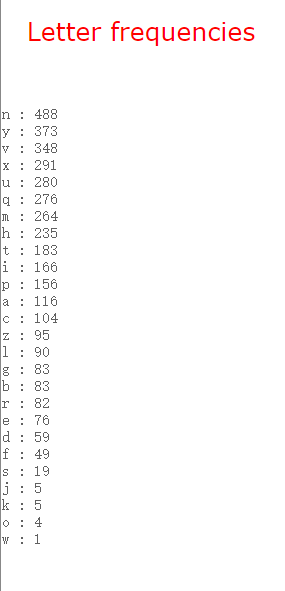 Letter frequencies
n : 488
y : 373
v : 348
x : 291
u : 280
q : 276
m : 264
h : 235
t : 183
i : 166
p : 156
a : 116
c : 104
z : 95
l : 90
g : 83
b : 83
r : 82
e : 76
d : 59
f : 49
s : 19
j : 5
k : 5
o : 4
w : 1